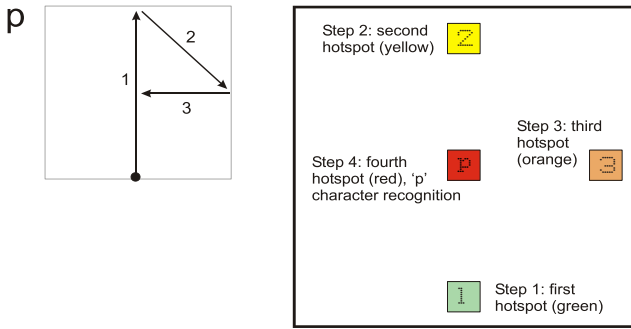 p
1
2
3
Step 2: second
hotspot (yellow)
2
Step 3: third
hotspot
(orange)
3
Step 4: fourth
hotspot (red), ‘p’
character recognition
P
1
Step 1: first
hotspot (green)